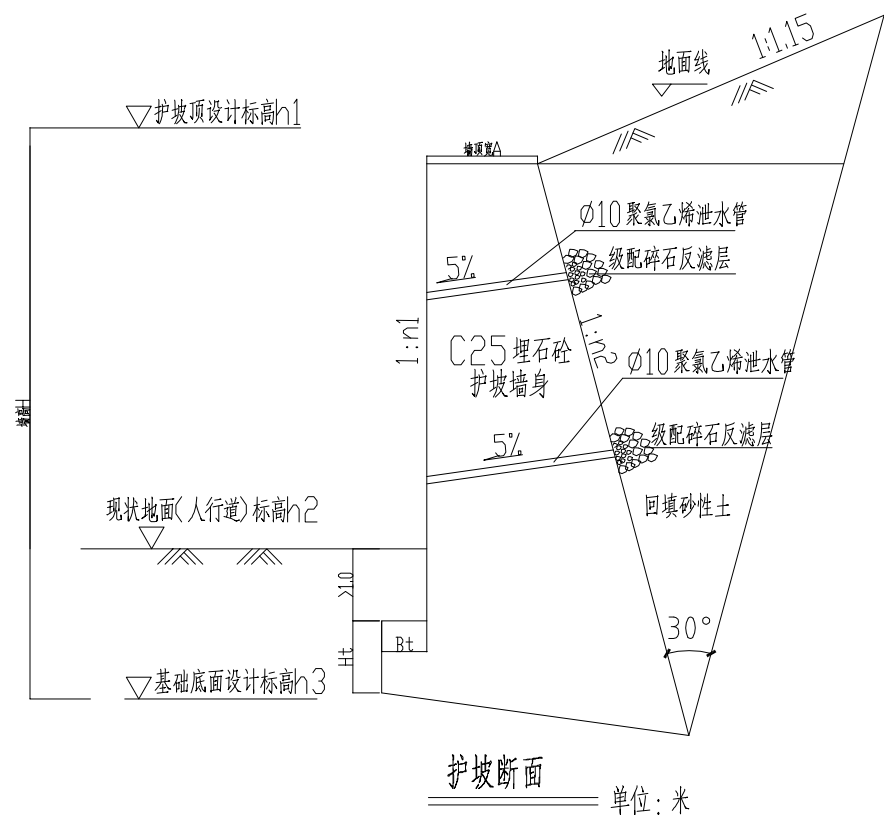 1:1.15
地面线
护坡顶设计标高h1
墙顶宽A
Ø10聚氯乙烯泄水管
级配碎石反滤层
5%
1:n1
1:n2
C25埋石砼
护坡墙身
Ø10聚氯乙烯泄水管
墙高H
5%
级配碎石反滤层
现状地面(人行道)标高h2
回填砂性土
>1.0
30°
Ht
Bt
基础底面设计标高h3
护坡断面
单位：米